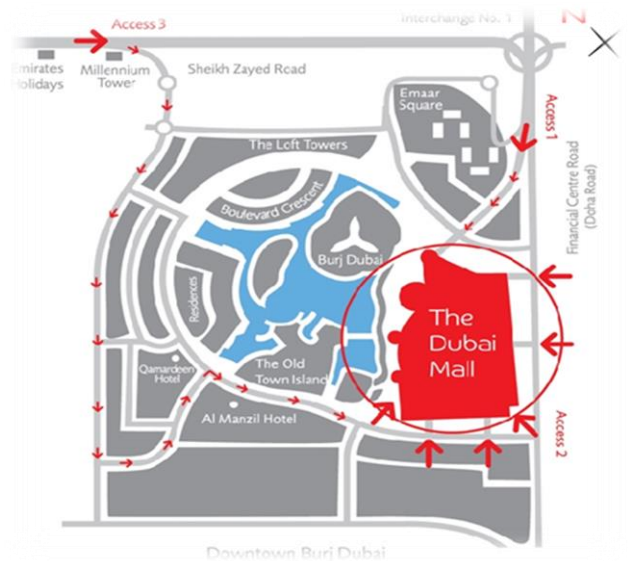 Access 3
Interchange No. 1
N
Emirates
Holidays
Millennium
Tower
Sheikh Zayed Road
Emaar
Square
Access 1
Financial Centre Road
(Doha Road)
The Loft Towers
Boulevard Crescent
Burj Dubai
Residences
The
Dubai
Mall
The Old
Town Island
Qamardeen
Hotel
Al Manzil Hotel
Access 2
Downtown Burj Dubai